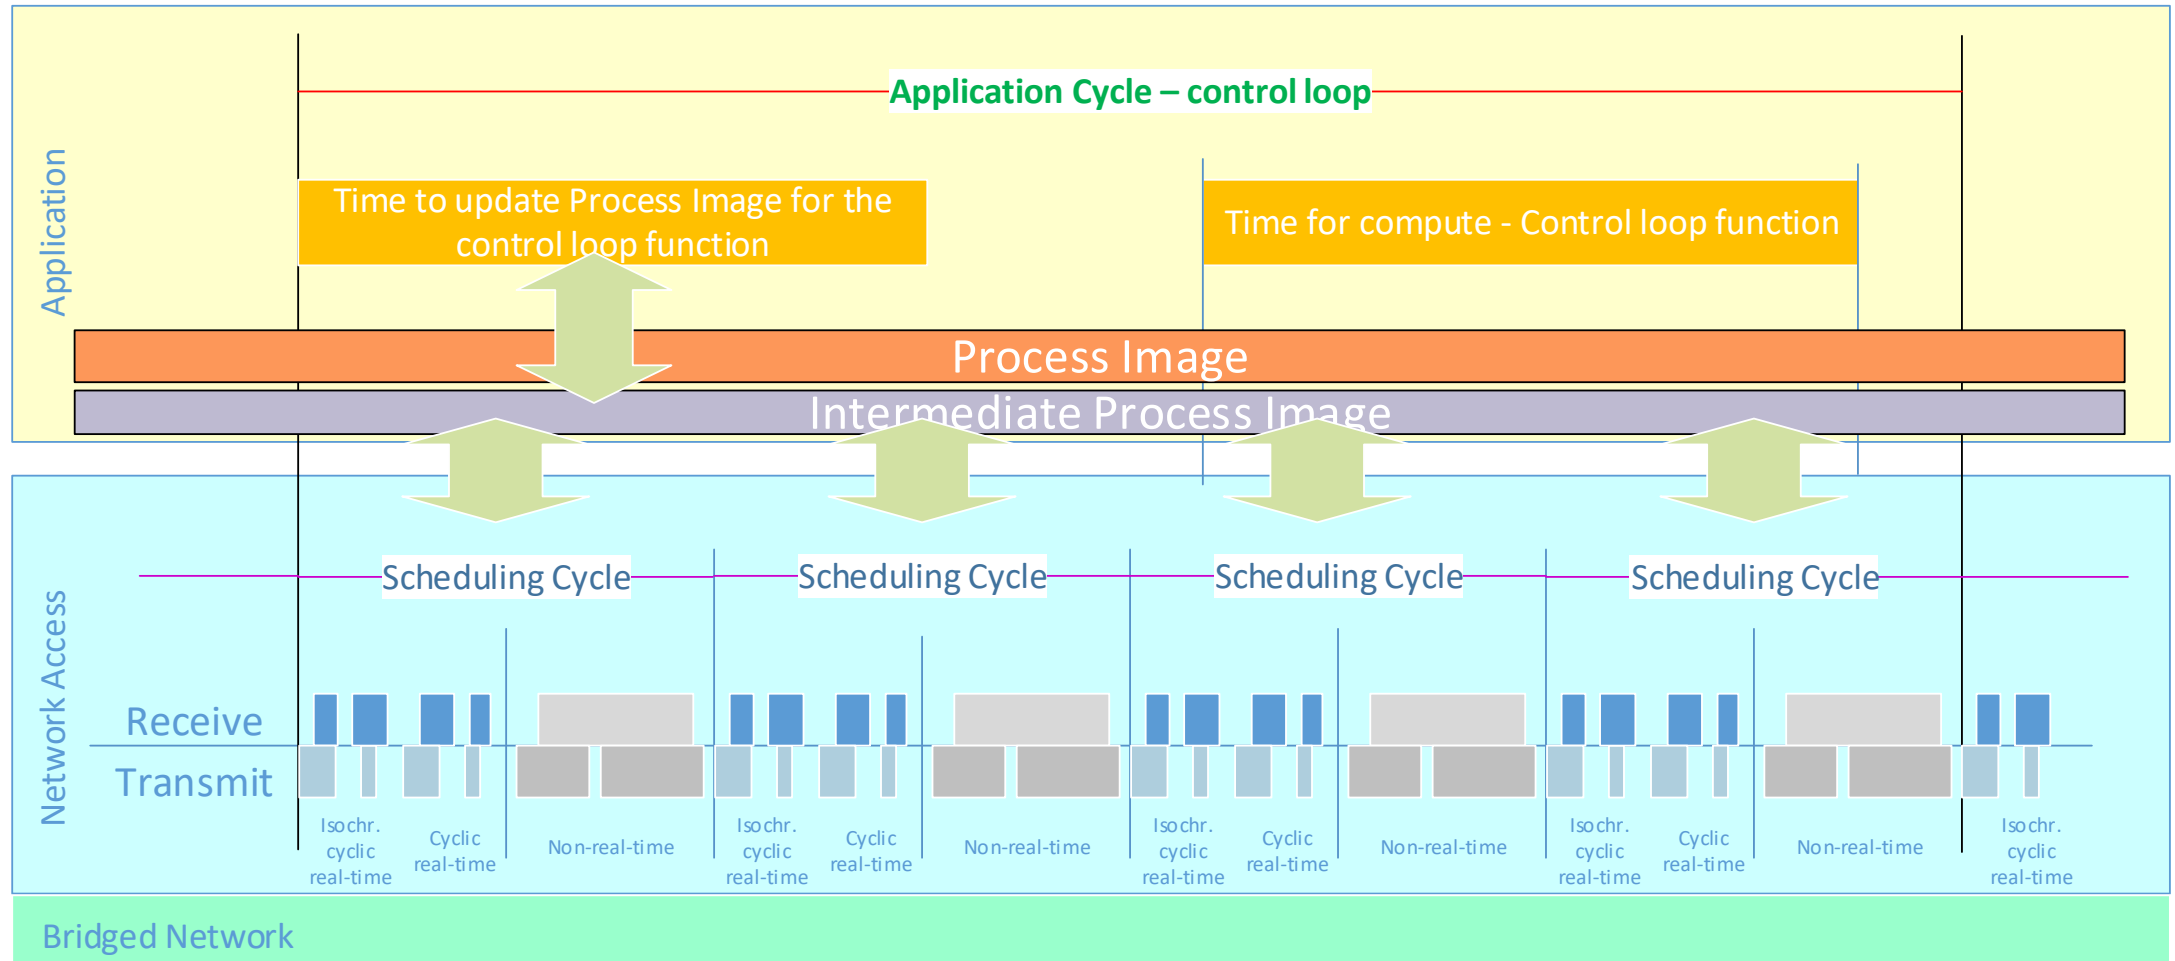 Application Cycle – control loop
Application
Time to update Process Image for the
control loop function
Time for compute - Control loop function
Process Image
Intermediate Process Image
Network Access
Scheduling Cycle
Scheduling Cycle
Scheduling Cycle
Scheduling Cycle
Receive
Transmit
Isochr.
cyclic
real-time
Cyclic
real-time
Non-real-time
Isochr.
cyclic
real-time
Cyclic
real-time
Non-real-time
Isochr.
cyclic
real-time
Cyclic
real-time
Non-real-time
Isochr.
cyclic
real-time
Cyclic
real-time
Non-real-time
Isochr.
cyclic
real-time
Bridged Network